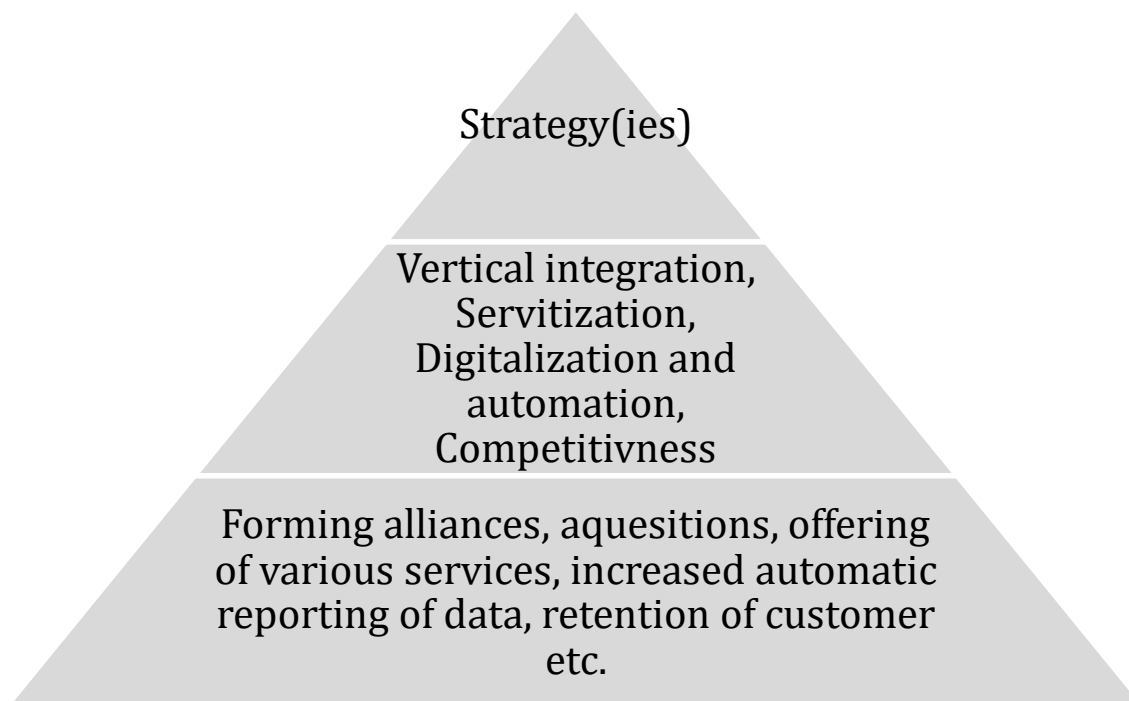 Strategy(ies)
Vertical integration,
Servitization,
Digitalization and
automation,
Competitivness
Forming alliances, aquesitions, offering
of various services, increased automatic
reporting of data, retention of customer
etc.